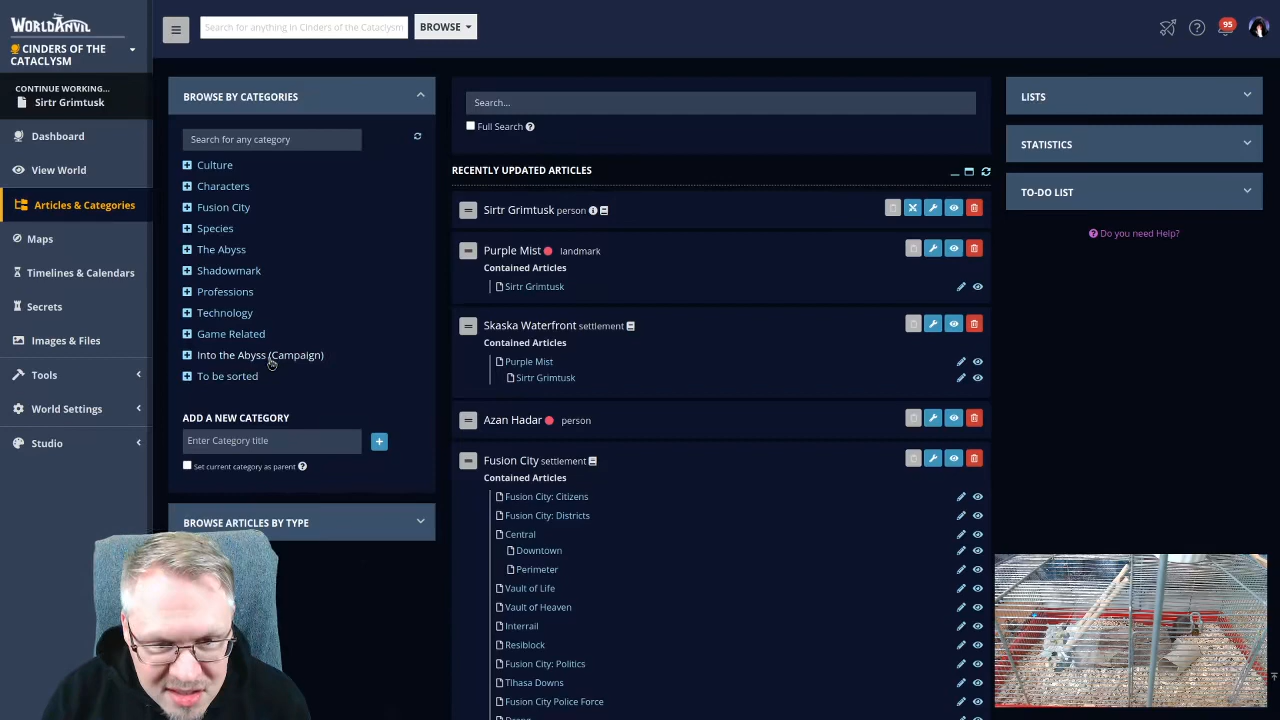 WORLDANVIL
CINDERS OF THE
CATACLYSM
CONTINUE WORKING...
Sirtr Grimtusk
Dashboard
View World
Articles & Categories
Maps
Timelines & Calendars
Secrets
Images & Files
Tools
World Settings
Studio
Search for anything in Cinders of the Cataclysm
BROWSE
95
BROWSE BY CATEGORIES
Search for any category
Culture
Characters
Fusion City
Species
The Abyss
Shadowmark
Professions
Technology
Game Related
Into the Abyss (Campaign)
To be sorted
ADD A NEW CATEGORY
Enter Category title
Set current category as parent
BROWSE ARTICLES BY TYPE
Search...
Full Search
RECENTLY UPDATED ARTICLES
Sirtr Grimtusk person
Purple Mist landmark
Contained Articles
Sirtr Grimtusk
Skaska Waterfront settlement
Contained Articles
Purple Mist
Sirtr Grimtusk
Azan Hadar person
Fusion City settlement
Contained Articles
Fusion City: Citizens
Fusion City: Districts
Central
Downtown
Perimeter
Vault of Life
Vault of Heaven
Interrail
Resiblock
Fusion City: Politics
Tihasa Downs
Fusion City Police Force
LISTS
STATISTICS
TO-DO LIST
Do you need Help?